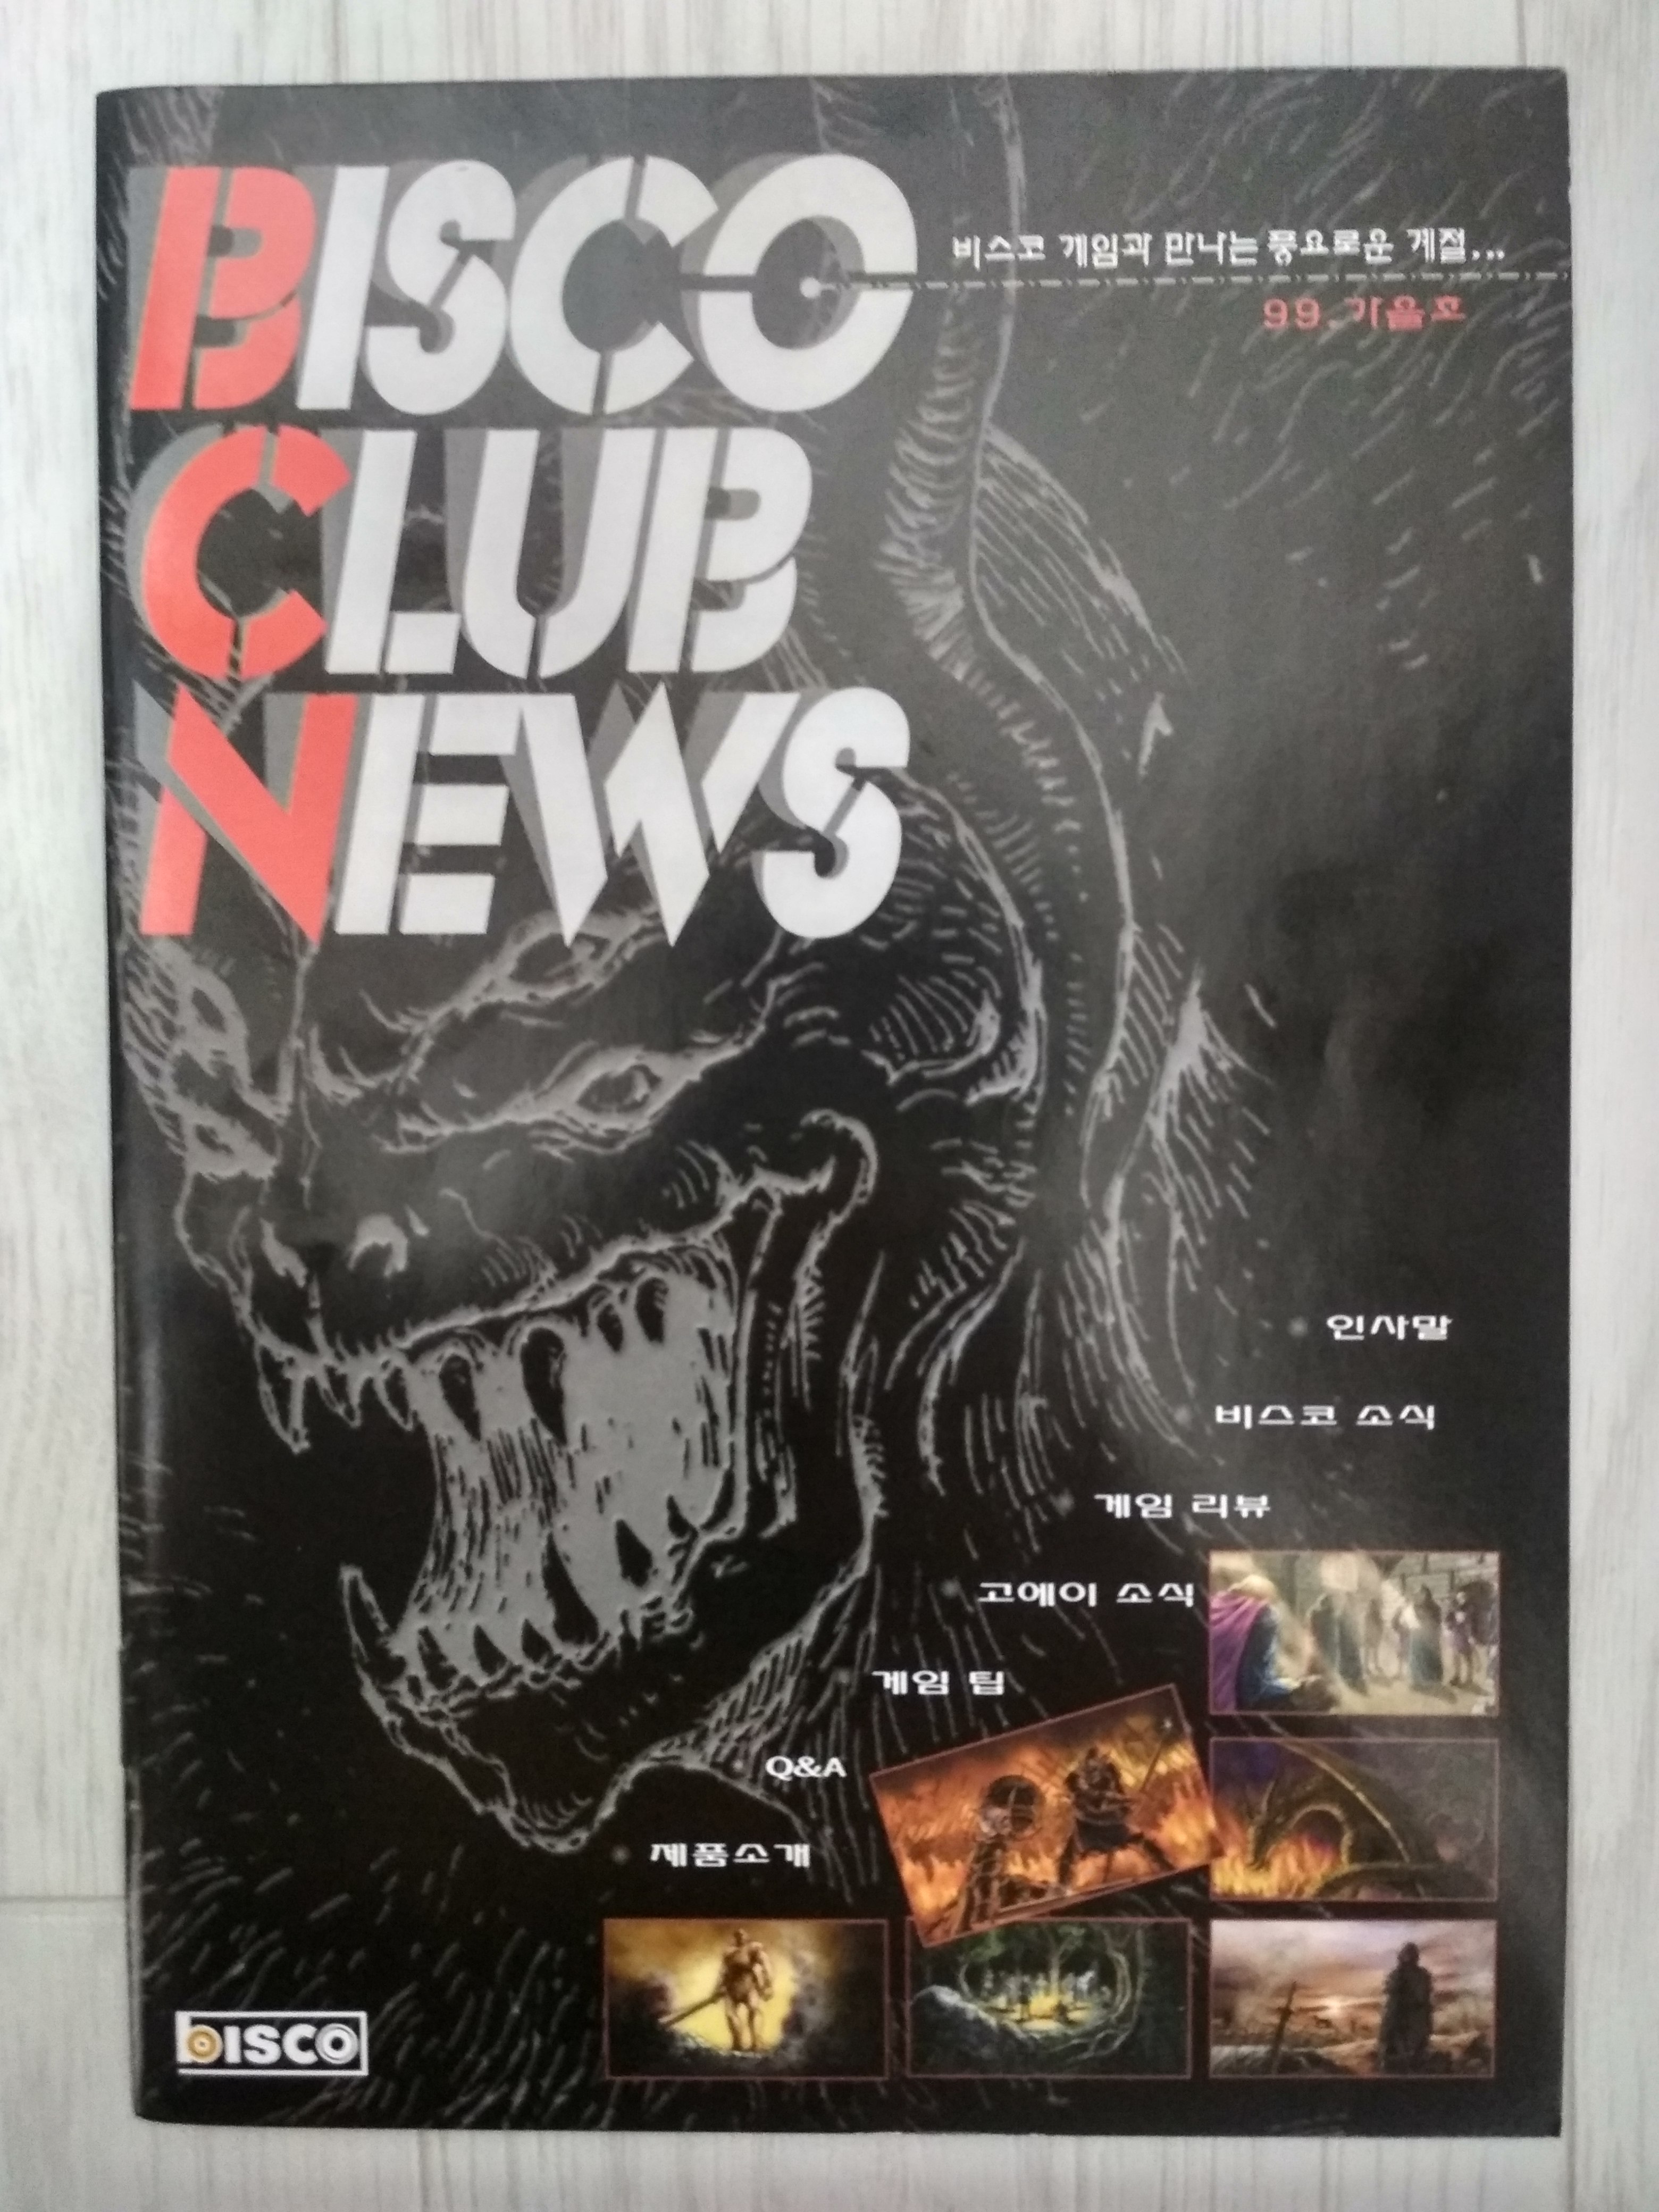 BISCO
CLUB
NEWS
비스코 게임과 만나는 풍요로운 계절...
99. 가을호
인사말
비스코 소식
게임 리뷰
고에이 소식
게임 팁
Q&A
제품소개
bISCO